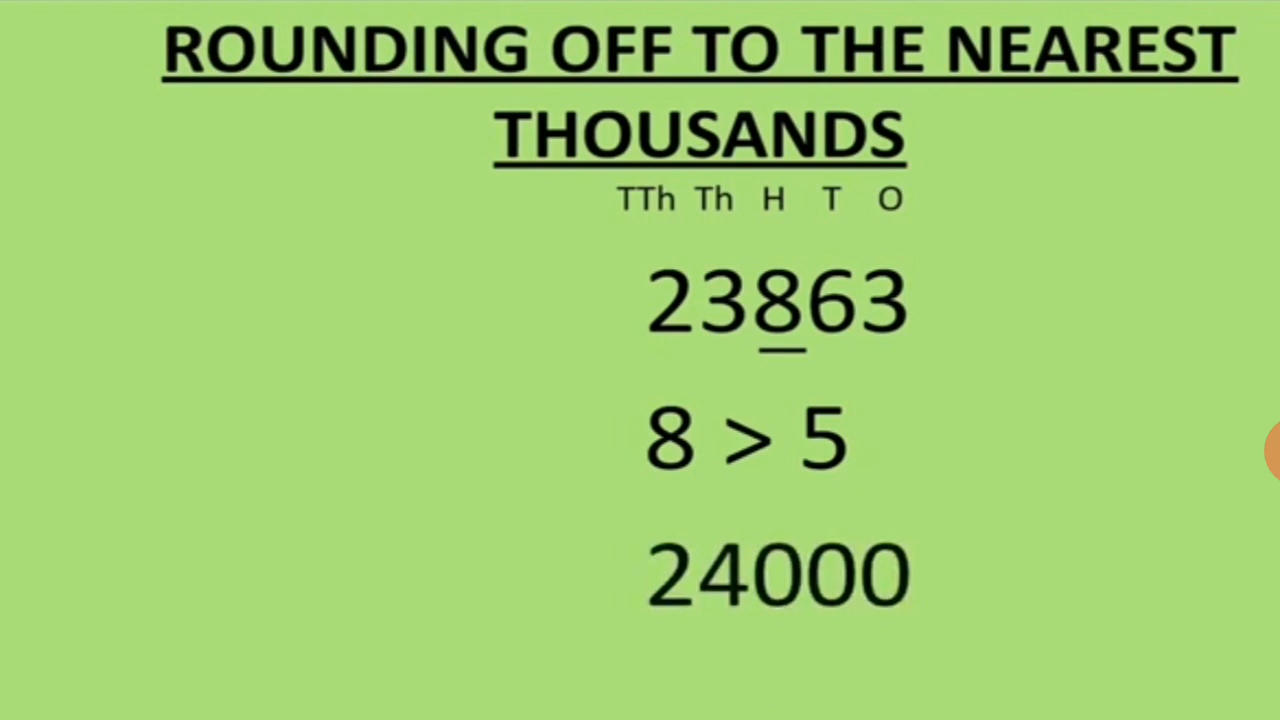 ROUNDING OFF TO THE NEAREST
THOUSANDS
TTh Th H T O
23863
8 > 5
24000